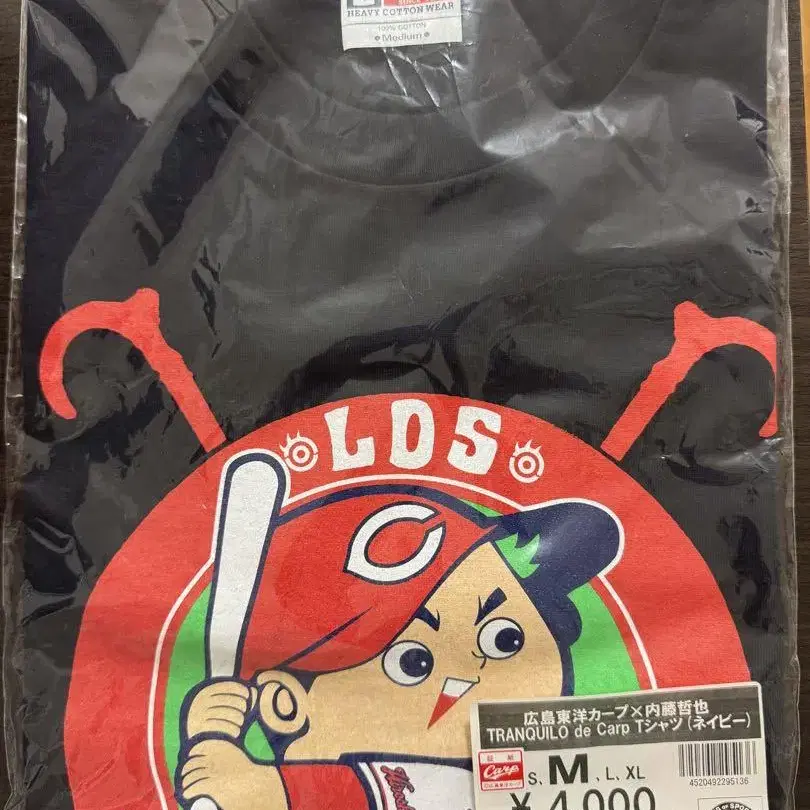 HEAVY COTTON WEAR
100% COTTON
Medium
LDS
C
広島東洋カープ×内藤哲也
TRANQUILO de Carp Tシャツ(ネイビー)
Carp
S, M, L, XL
¥4,000
4520492295136